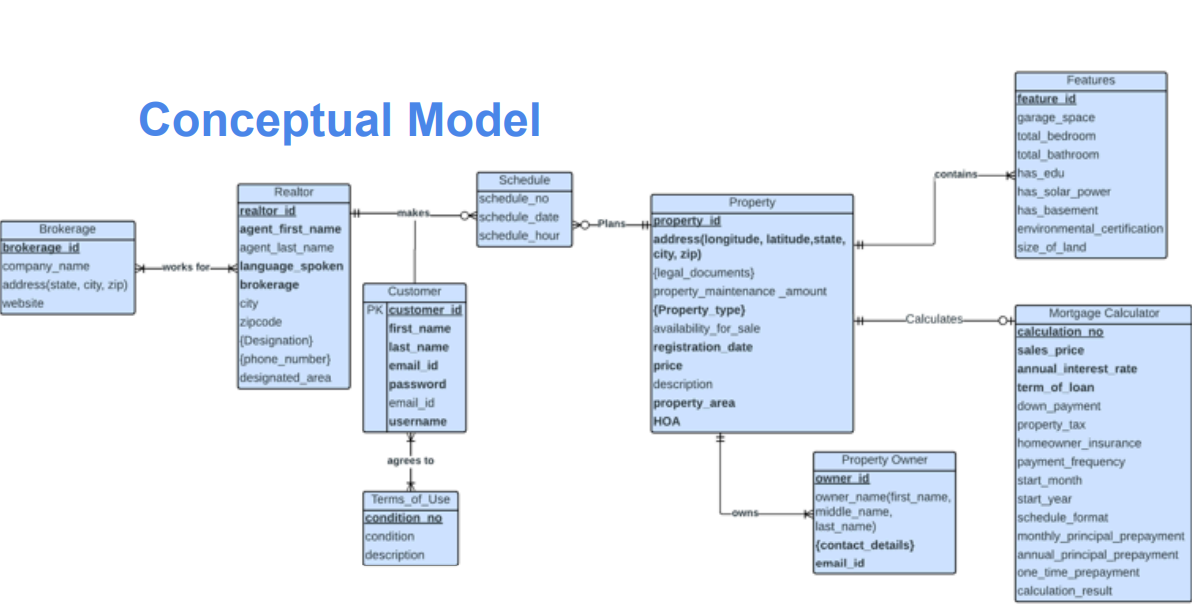 Conceptual Model
Brokerage
brokerage_id
company_name
address(state, city, zip)
website
works for
Realtor
realtor_id
agent_first_name
agent_last_name
language_spoken
brokerage
city
zipcode
{Designation}
{phone_number}
designated_area
makes
Customer
PK customer_id
first_name
last_name
email_id
password
email_id
username
agrees to
Terms_of_Use
condition_no
condition
description
Schedule
schedule_no
schedule_date
schedule_hour
Plans
Property
property_id
address(longitude, latitude,state,
city, zip)
{legal_documents}
property_maintenance _amount
{Property_type}
availability_for_sale
registration_date
price
description
property_area
HOA
contains
Features
feature_id
garage_space
total_bedroom
total_bathroom
has_edu
has_solar_power
has_basement
environmental_certification
size_of_land
Calculates
Mortgage Calculator
calculation_no
sales_price
annual_interest_rate
term_of_loan
down_payment
property_tax
homeowner_insurance
payment_frequency
start_month
start_year
schedule_format
monthly_principal_prepayment
annual_principal_prepayment
one_time_prepayment
calculation_result
owns
Property Owner
owner_id
owner_name(first_name,
middle_name,
last_name)
{contact_details}
email_id